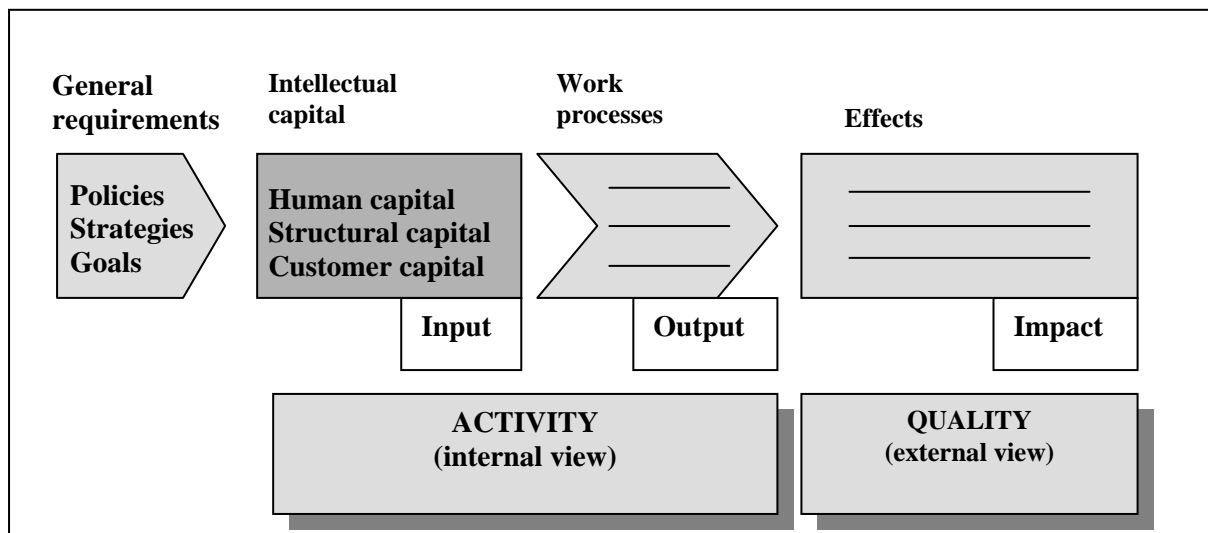 General
requirements
Intellectual
capital
Work
processes
Effects
Policies
Strategies
Goals
Human capital
Structural capital
Customer capital
Input
Output
Impact
ACTIVITY
(internal view)
QUALITY
(external view)